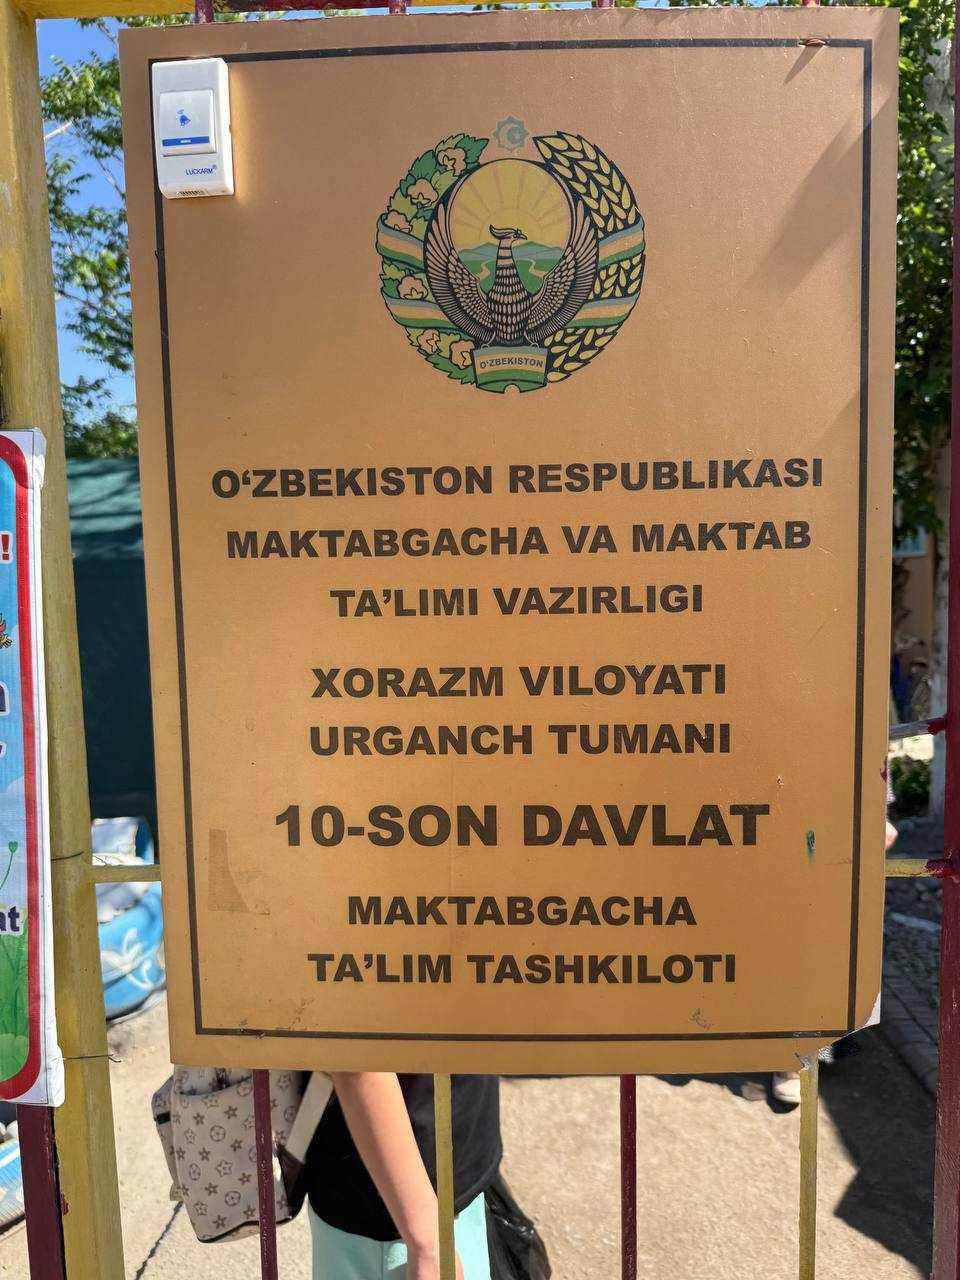 LUCKARM®
O'ZBEKISTON
O‘ZBEKISTON RESPUBLIKASI
MAKTABGACHA VA MAKTAB
TA’LIMI VAZIRLIGI
XORAZM VILOYATI
URGANCH TUMANI
10-SON DAVLAT
MAKTABGACHA
TA’LIM TASHKILOTI